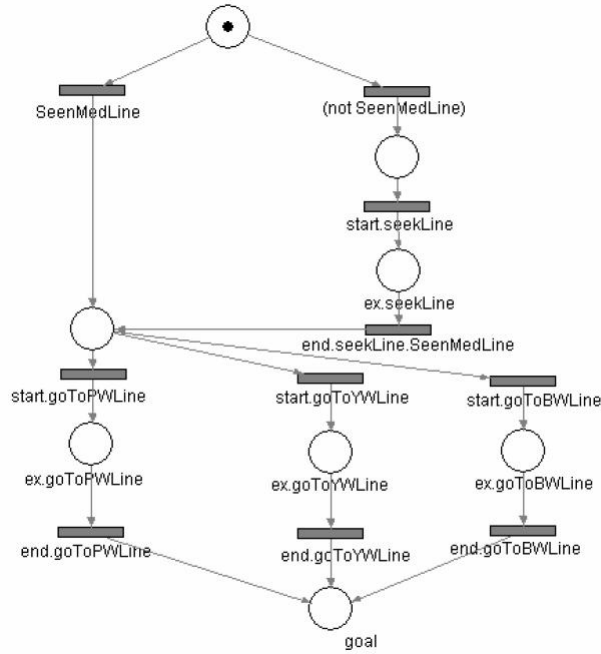 SeenMedLine
(not SeenMedLine)
start.seekLine
ex.seekLine
end.seekLine.SeenMedLine
start.goToPWLine
start.goToYWLine
start.goToBWLine
ex.goToPWLine
ex.goToYWLine
ex.goToBWLine
end.goToPWLine
end.goToYWLine
end.goToBWLine
goal